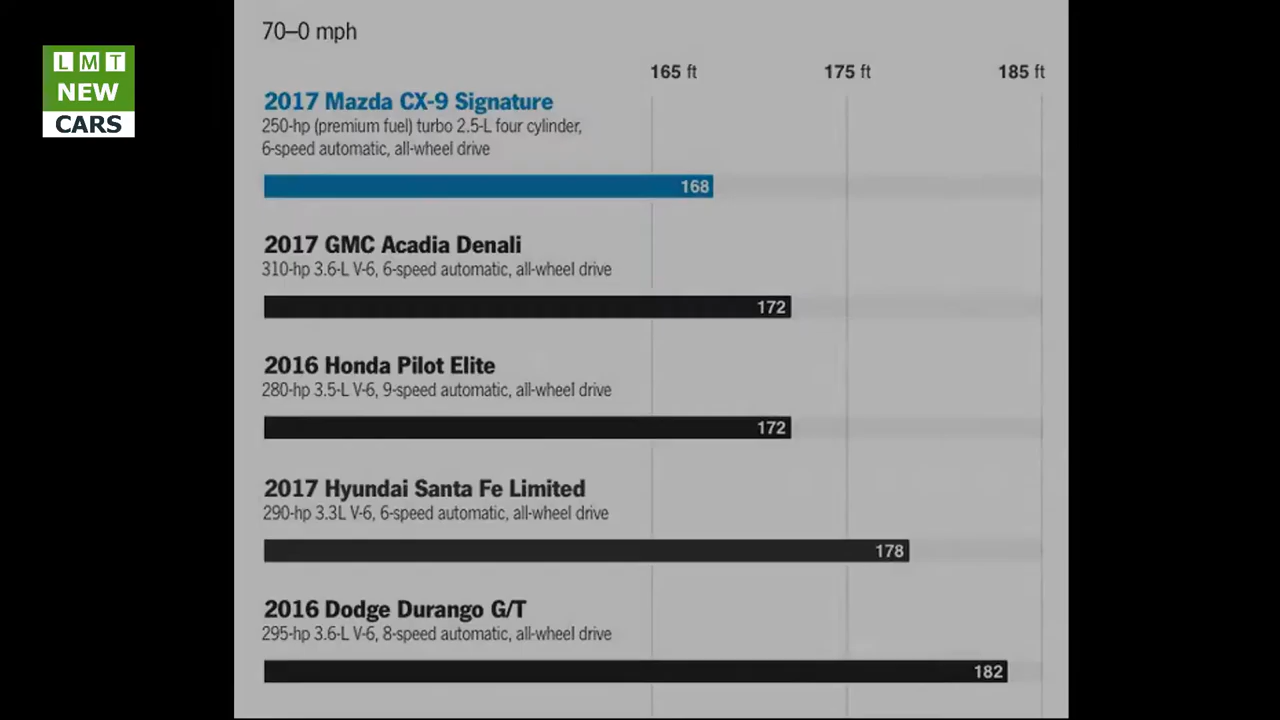 LMT
NEW
CARS
70–0 mph
165 ft 175 ft 185 ft
2017 Mazda CX-9 Signature
250-hp (premium fuel) turbo 2.5-L four cylinder,
6-speed automatic, all-wheel drive
168
2017 GMC Acadia Denali
310-hp 3.6-L V-6, 6-speed automatic, all-wheel drive
172
2016 Honda Pilot Elite
280-hp 3.5-L V-6, 9-speed automatic, all-wheel drive
172
2017 Hyundai Santa Fe Limited
290-hp 3.3L V-6, 6-speed automatic, all-wheel drive
178
2016 Dodge Durango G/T
295-hp 3.6-L V-6, 8-speed automatic, all-wheel drive
182